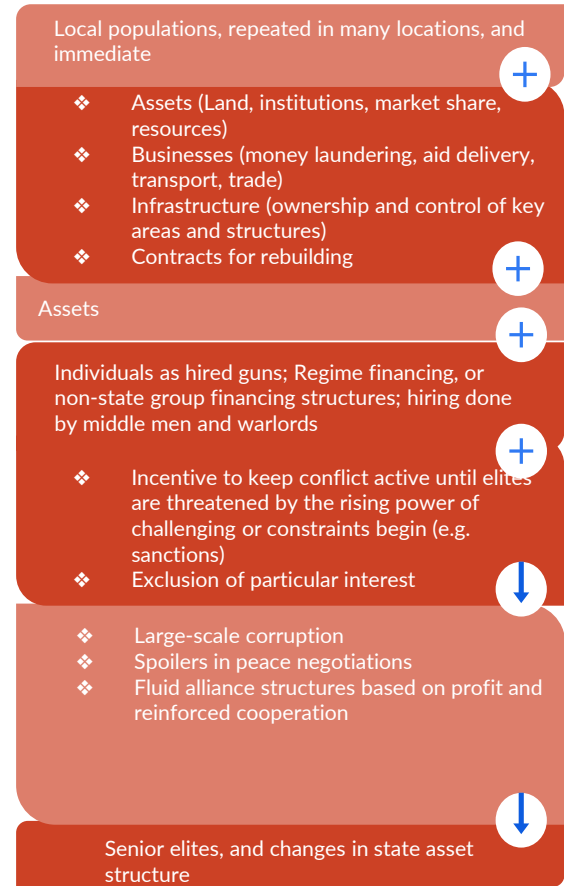 Local populations, repeated in many locations, and
immediate
+
❖ Assets (Land, institutions, market share,
resources)
❖ Businesses (money laundering, aid delivery,
transport, trade)
❖ Infrastructure (ownership and control of key
areas and structures)
❖ Contracts for rebuilding
+
Assets
+
Individuals as hired guns; Regime financing, or
non-state group financing structures; hiring done
by middle men and warlords
+
❖ Incentive to keep conflict active until elites
are threatened by the rising power of
challenging or constraints begin (e.g.
sanctions)
❖ Exclusion of particular interest
❖ Large-scale corruption
❖ Spoilers in peace negotiations
❖ Fluid alliance structures based on profit and
reinforced cooperation
Senior elites, and changes in state asset
structure